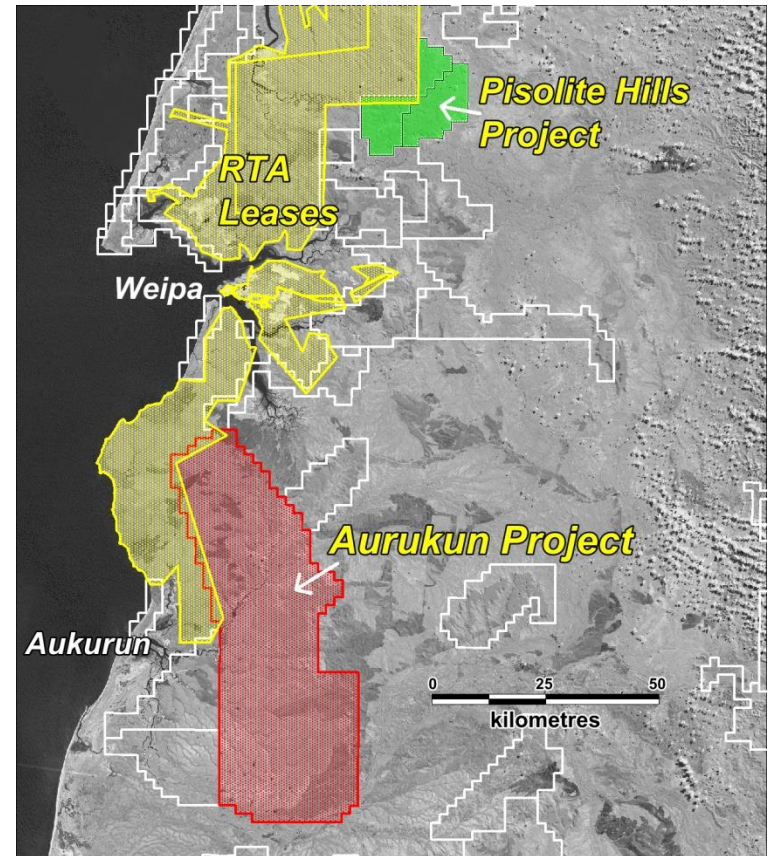 Pisolite Hills
Project
RTA
Leases
Weipa
Aurukun Project
Aukurun
0 25 50
kilometres